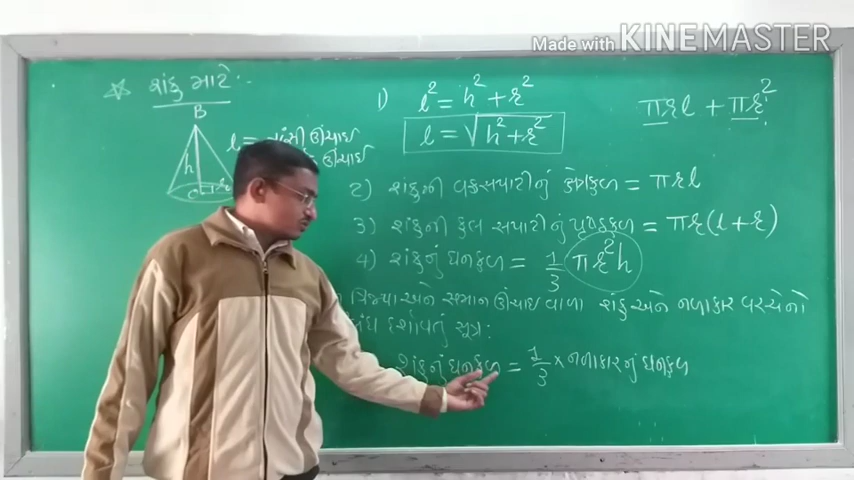 Made with KINEMASTER
☆ શંકુ માટે :-
B
h
l =
ઊંચાઈ
ઊંચાઈ
1) l² = h² + r²
l = √h² + r²
πrl + πr²
2) શંકુની વક્રસપાટીનું ક્ષેત્રફળ = πrl
3) શંકુની કુલ સપાટીનું પૃષ્ઠફળ = πr(l + r)
4) શંકુનું ઘનફળ = 1/3 πr²h
ત્રિજ્યા અને સમાન ઊંચાઈ વાળા શંકુ અને નળાકાર વચ્ચેનો
દર્શાવતું સૂત્ર:
શંકુનું ઘનફળ = 1/3 × નળાકારનું ઘનફળ